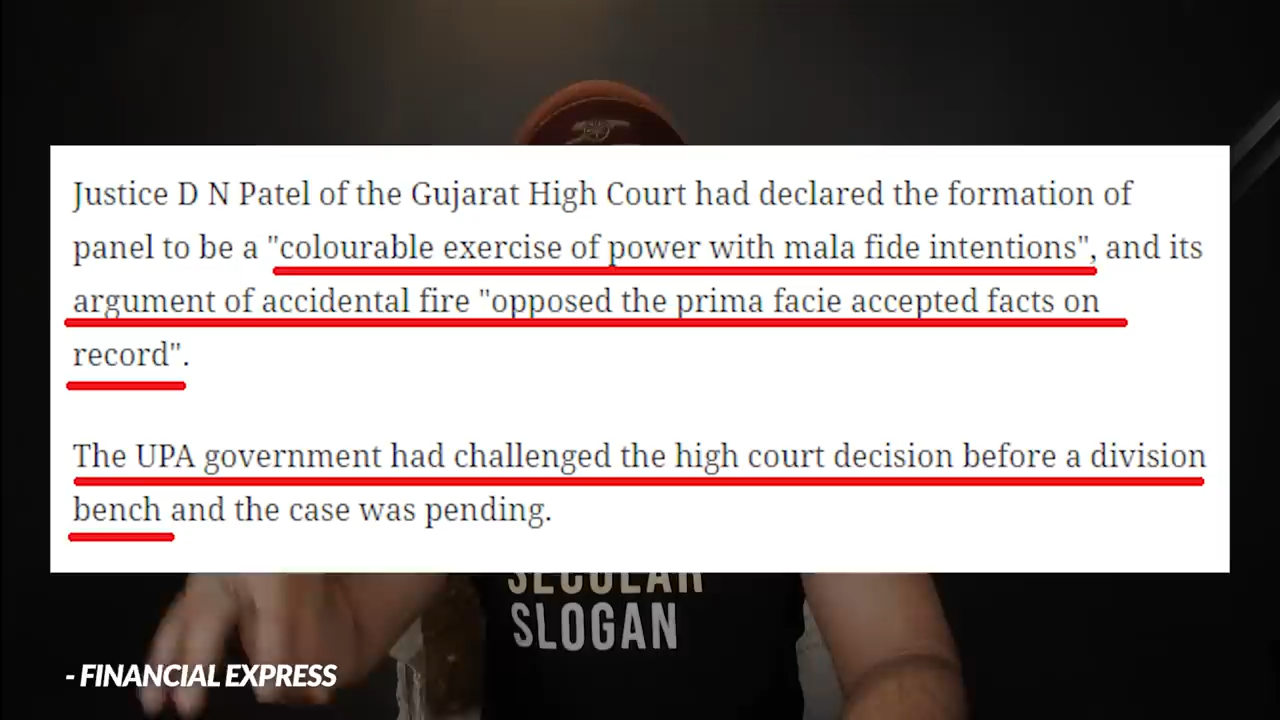 Justice D N Patel of the Gujarat High Court had declared the formation of
panel to be a "colourable exercise of power with mala fide intentions", and its
argument of accidental fire "opposed the prima facie accepted facts on
record".
The UPA government had challenged the high court decision before a division
bench and the case was pending.
SECULAR
SLOGAN
- FINANCIAL EXPRESS